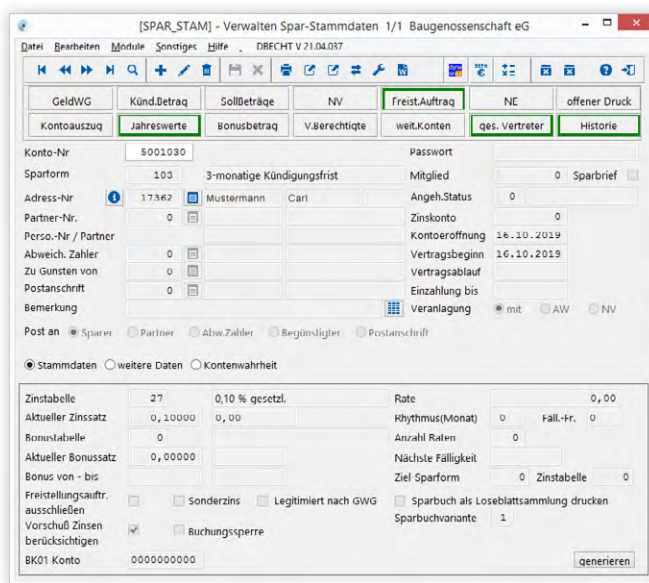 [SPAR_STAM] - Verwalten Spar-Stammdaten 1/1 Baugenossenschaft eG
Datei Bearbeiten Module Sonstiges Hilfe . DBECHT V 21.04.037
GeldWG Künd.Betrag SollBeträge NV Freist.Auftrag NE offener Druck
Kontoauszug Jahreswerte Bonusbetrag V.Berechtigte weit.Konten ges. Vertreter Historie
Konto-Nr 5001030 Passwort
Sparform 103 3-monatige Kündigungsfrist Mitglied 0 Sparbrief
Adress-Nr 17362 Mustermann Carl Angeh.Status 0
Partner-Nr. 0 Zinskonto 0
Perso.-Nr / Partner Kontoeröffnung 16.10.2019
Abweich. Zahler 0 Vertragsbeginn 16.10.2019
Zu Gunsten von 0 Vertragsablauf
Postanschrift 0 Einzahlung bis
Bemerkung Veranlagung mit AW NV
Post an Sparer Partner Abw.Zahler Begünstigter Postanschrift
Stammdaten weitere Daten Kontenwahrheit
Zinstabelle 27 0,10 % gesetzl. Rate 0,00
Aktueller Zinssatz 0,10000 0,00 Rhythmus(Monat) 0 Fäll.-Fr. 0
Bonustabelle 0 Anzahl Raten 0
Aktueller Bonussatz 0,00000 Nächste Fälligkeit
Bonus von - bis Ziel Sparform 0 Zinstabelle 0
Freistellungsauftr. ausschließen Sonderzins Legitimiert nach GWG Sparbuch als Loseblattsammlung drucken
Vorschuß Zinsen berücksichtigen Buchungssperre Sparbuchvariante 1
BK01 Konto 0000000000 generieren